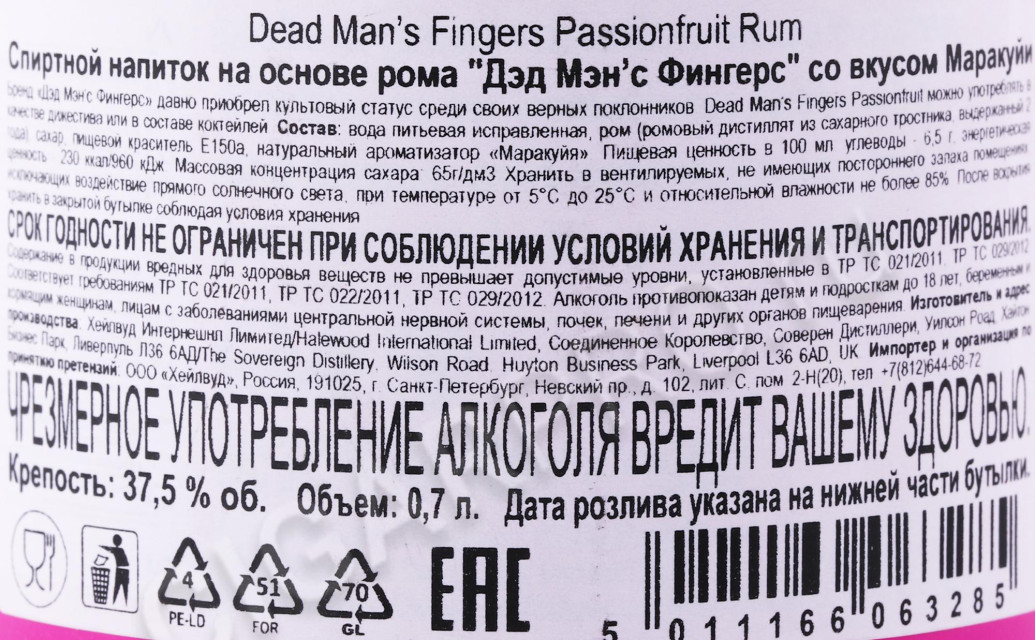 Dead Man's Fingers Passionfruit Rum
Спиртной напиток на основе рома "Дэд Мэн'с Фингерс" со вкусом Маракуйи
Бренд «Дэд Мэн'с Фингерс» давно приобрел культовый статус среди своих верных поклонников Dead Man's Fingers Passionfruit можно употреблять в
качестве дижестива или в составе коктейлей Состав: вода питьевая исправленная, ром (ромовый дистиллят из сахарного тростника выдержанный
сахар, пищевой краситель Е150а, натуральный ароматизатор «Маракуйя» Пищевая ценность в 100 мл углеводы - 6,5 г, энергетическая
ценность 230 ккал/960 кДж Массовая концентрация сахара 65г/дм3 Хранить в вентилируемых, не имеющих постороннего запаха помещениях
исключающих воздействие прямого солнечного света, при температуре от 5°С до 25°С и относительной влажности не более 85% После вскрытия
хранить в закрытой бутылке соблюдая условия хранения
СРОК ГОДНОСТИ НЕ ОГРАНИЧЕН ПРИ СОБЛЮДЕНИИ УСЛОВИЙ ХРАНЕНИЯ И ТРАНСПОРТИРОВАНИЯ.
Содержание в продукции вредных для здоровья веществ не превышает допустимые уровни, установленные в ТР ТС 021/2011, ТР ТС 029/2012
Соответствует требованиям ТР ТС 021/2011, ТР ТС 022/2011, ТР ТС 029/2012. Алкоголь противопоказан детям и подросткам до 18 лет, беременным и
кормящим женщинам, лицам с заболеваниями центральной нервной системы, почек, печени и других органов пищеварения. Изготовитель и адрес
производства: Хейлвуд Интернешнл Лимитед/Halewood International Limited, Соединенное Королевство, Соверен Дистиллери, Уилсон Роад, Хайтон
Бизнес Парк, Ливерпуль Л36 6АД/The Sovereign Distillery, Wilson Road, Huyton Business Park, Liverpool L36 6AD, UK Импортер и организация по
принятию претензий: ООО «Хейлвуд», Россия, 191025, г. Санкт-Петербург, Невский пр., д. 102, лит. С, пом 2-Н(20), тел +7(812)644-68-72
ЧРЕЗМЕРНОЕ УПОТРЕБЛЕНИЕ АЛКОГОЛЯ ВРЕДИТ ВАШЕМУ ЗДОРОВЬЮ.
Крепость: 37,5 % об. Объем: 0,7 л. Дата розлива указана на нижней части бутылки.
4 51 70 EAC
PE-LD FOR GL
5 011166 063285